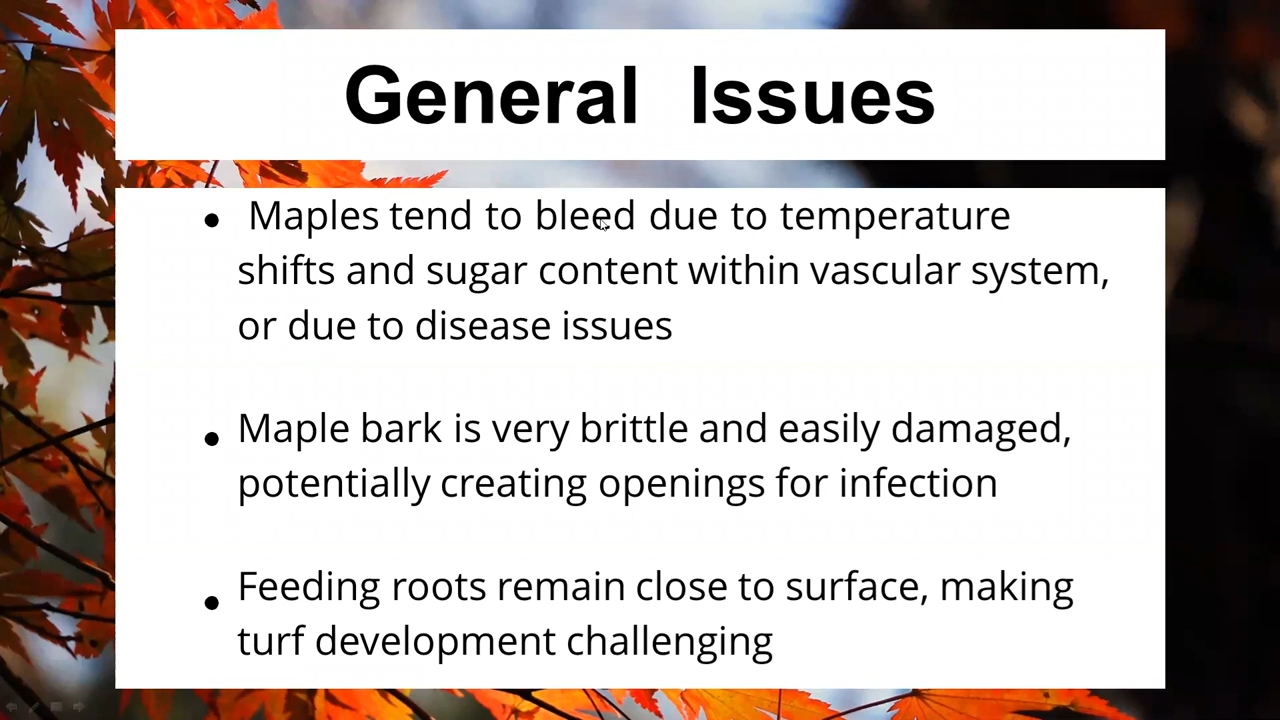 General Issues
• Maples tend to bleed due to temperature
shifts and sugar content within vascular system,
or due to disease issues
• Maple bark is very brittle and easily damaged,
potentially creating openings for infection
• Feeding roots remain close to surface, making
turf development challenging